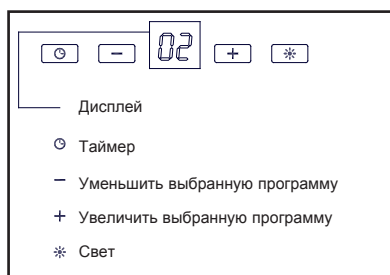 02
Дисплей
Таймер
− Уменьшить выбранную программу
+ Увеличить выбранную программу
Свет